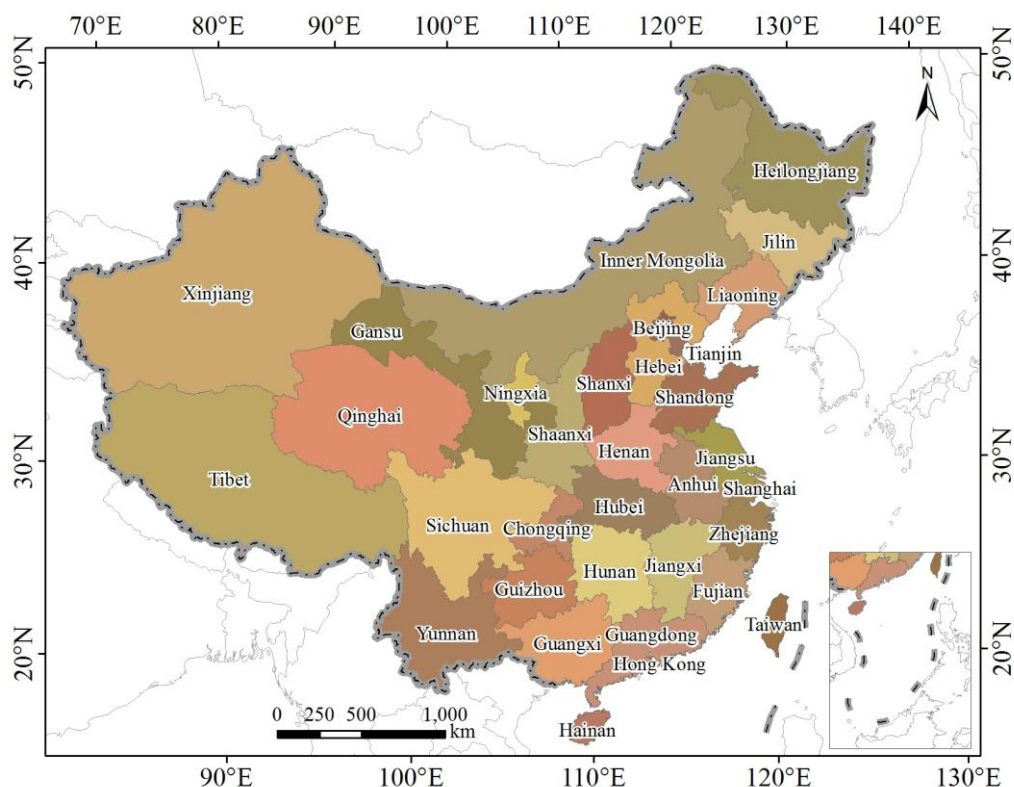 70°E 80°E 90°E 100°E 110°E 120°E 130°E 140°E
50°N 50°N
N
Heilongjiang
Jilin
40°N 40°N
Inner Mongolia
Xinjiang
Liaoning
Gansu
Beijing
Tianjin
Hebei
Shanxi
Ningxia
Shandong
Qinghai
Shaanxi
Henan
30°N 30°N
Jiangsu
Tibet
Anhui
Shanghai
Hubei
Sichuan
Chongqing
Zhejiang
Hunan
Jiangxi
Guizhou
Fujian
Taiwan
Yunnan
Guangdong
Guangxi
20°N 20°N
Hong Kong
0 250 500 1,000
km
Hainan
90°E 100°E 110°E 120°E 130°E